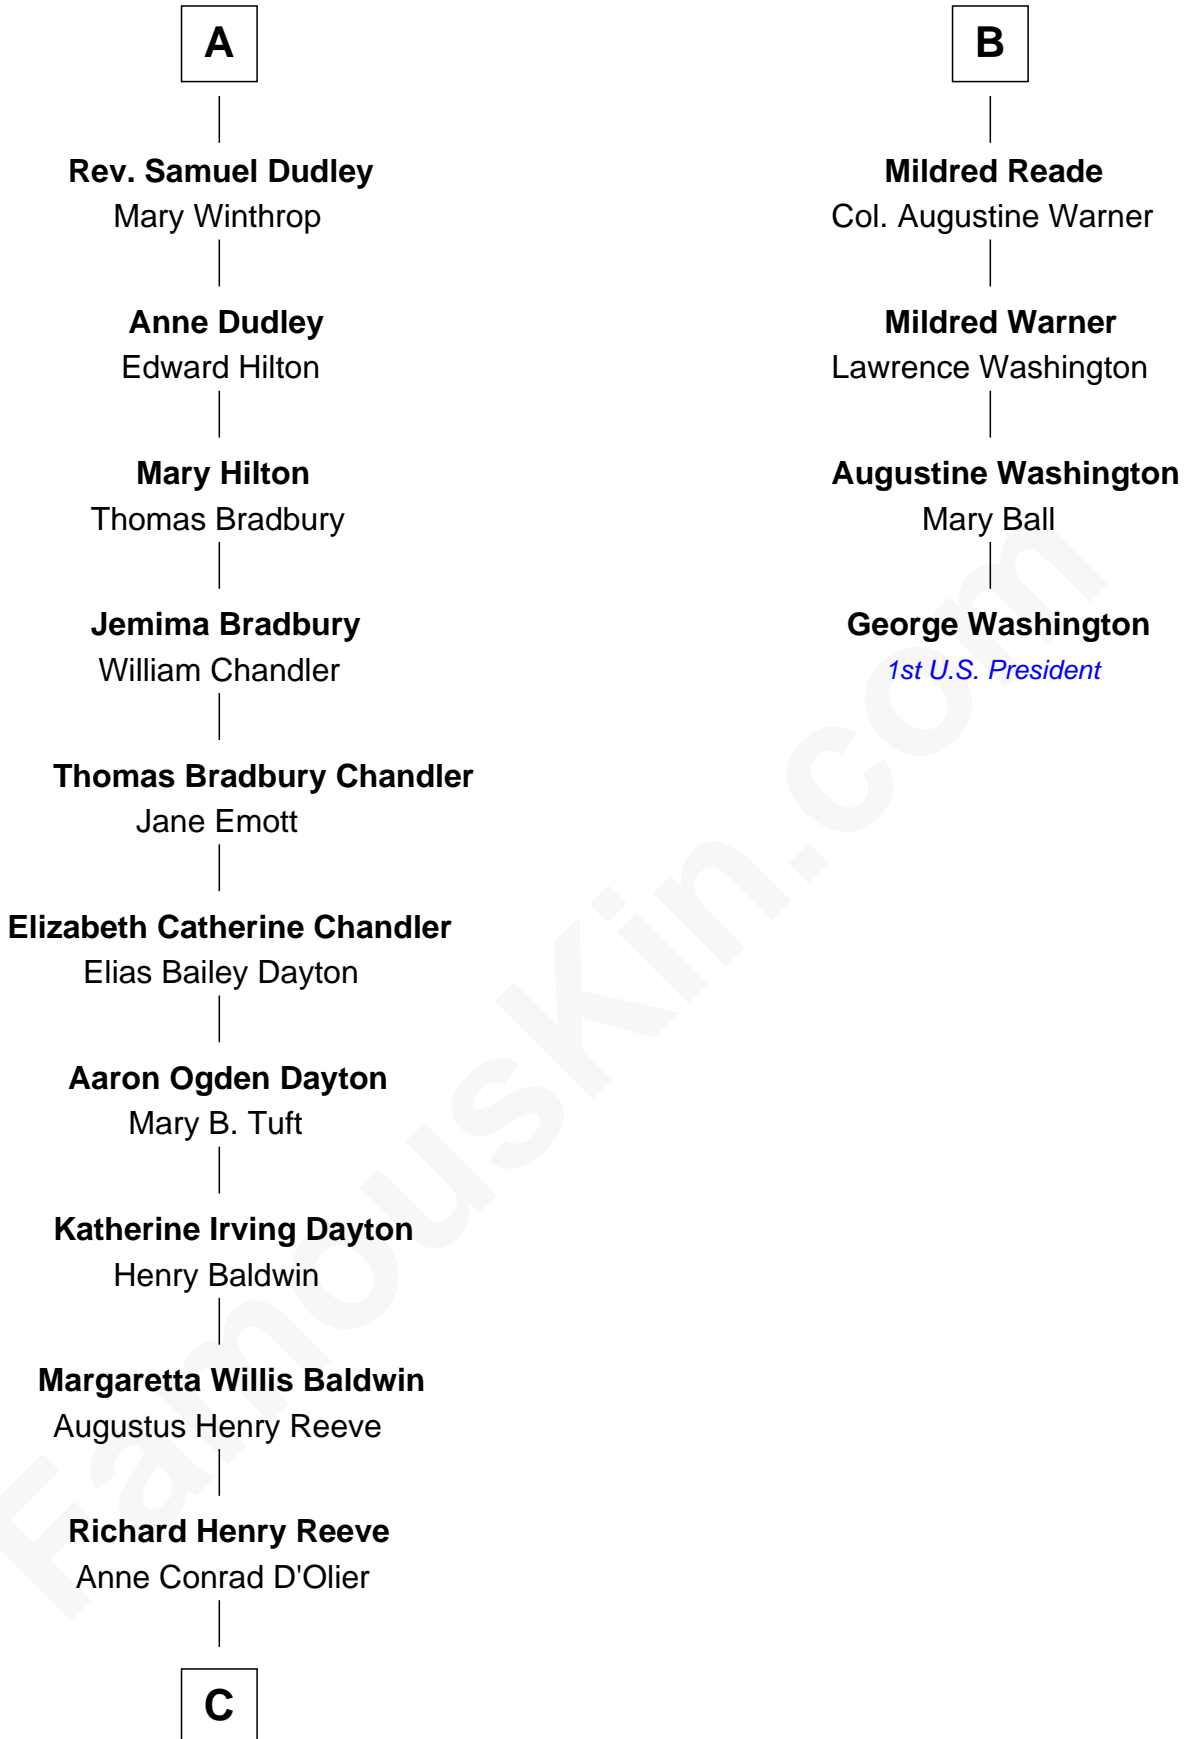 A
Rev. Samuel Dudley
Mary Winthrop
Anne Dudley
Edward Hilton
Mary Hilton
Thomas Bradbury
Jemima Bradbury
William Chandler
Thomas Bradbury Chandler
Jane Emott
Elizabeth Catherine Chandler
Elias Bailey Dayton
Aaron Ogden Dayton
Mary B. Tuft
Katherine Irving Dayton
Henry Baldwin
Margaretta Willis Baldwin
Augustus Henry Reeve
Richard Henry Reeve
Anne Conrad D'Olier
C
B
Mildred Reade
Col. Augustine Warner
Mildred Warner
Lawrence Washington
Augustine Washington
Mary Ball
George Washington
1st U.S. President
FamousKin.com